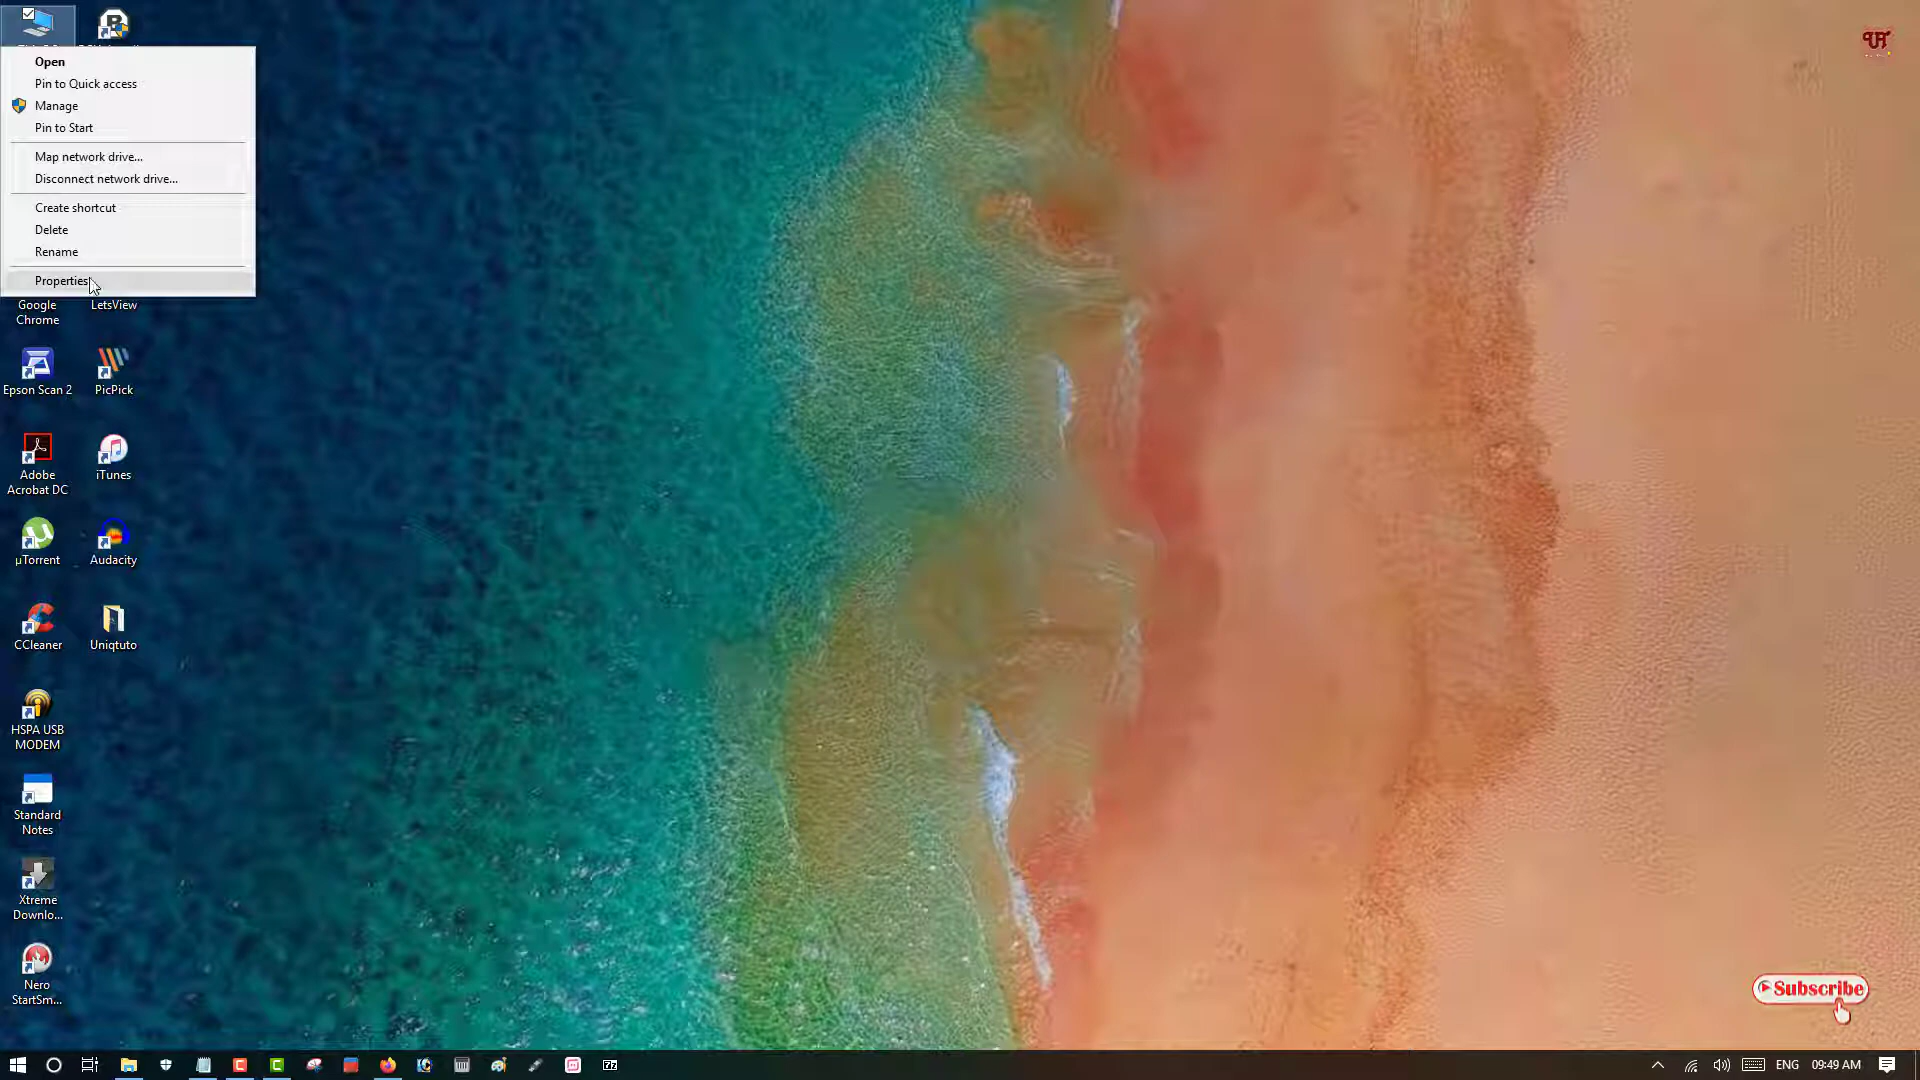 Open
Pin to Quick access
Manage
Pin to Start
Map network drive...
Disconnect network drive...
Create shortcut
Delete
Rename
Properties
Google
Chrome
LetsView
Epson Scan 2
PicPick
Adobe
Acrobat DC
iTunes
µTorrent
Audacity
CCleaner
Uniqtuto
HSPA USB
MODEM
Standard
Notes
Xtreme
Downlo...
Nero
StartSm...
Subscribe
7z
ENG
09:49 AM